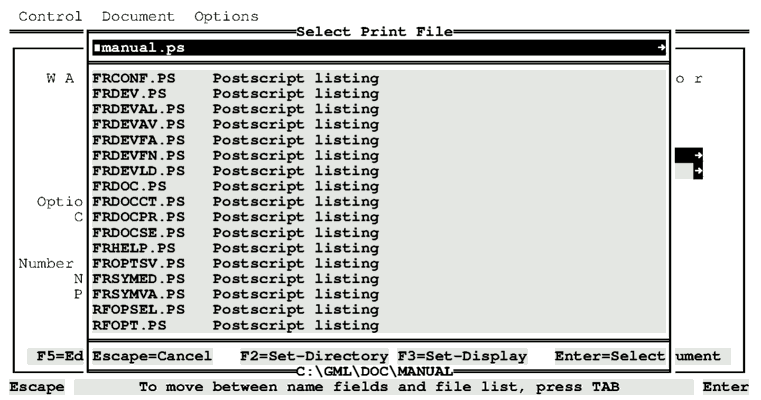 Control Document Options
Select Print File
manual.ps →
W A o r
FRCONF.PS Postscript listing
FRDEV.PS Postscript listing
FRDEVAL.PS Postscript listing
FRDEVAV.PS Postscript listing
FRDEVFA.PS Postscript listing
FRDEVFN.PS Postscript listing →
FRDEVLD.PS Postscript listing →
FRDOC.PS Postscript listing
Optio FRDOCCT.PS Postscript listing
C FRDOCPR.PS Postscript listing
FRDOCSE.PS Postscript listing
FRHELP.PS Postscript listing
Number FROPTSV.PS Postscript listing
N FRSYMED.PS Postscript listing
P FRSYMVA.PS Postscript listing
RFOPSEL.PS Postscript listing
RFOPT.PS Postscript listing
F5=Ed Escape=Cancel F2=Set-Directory F3=Set-Display Enter=Select ument
C:\GML\DOC\MANUAL
Escape To move between name fields and file list, press TAB Enter